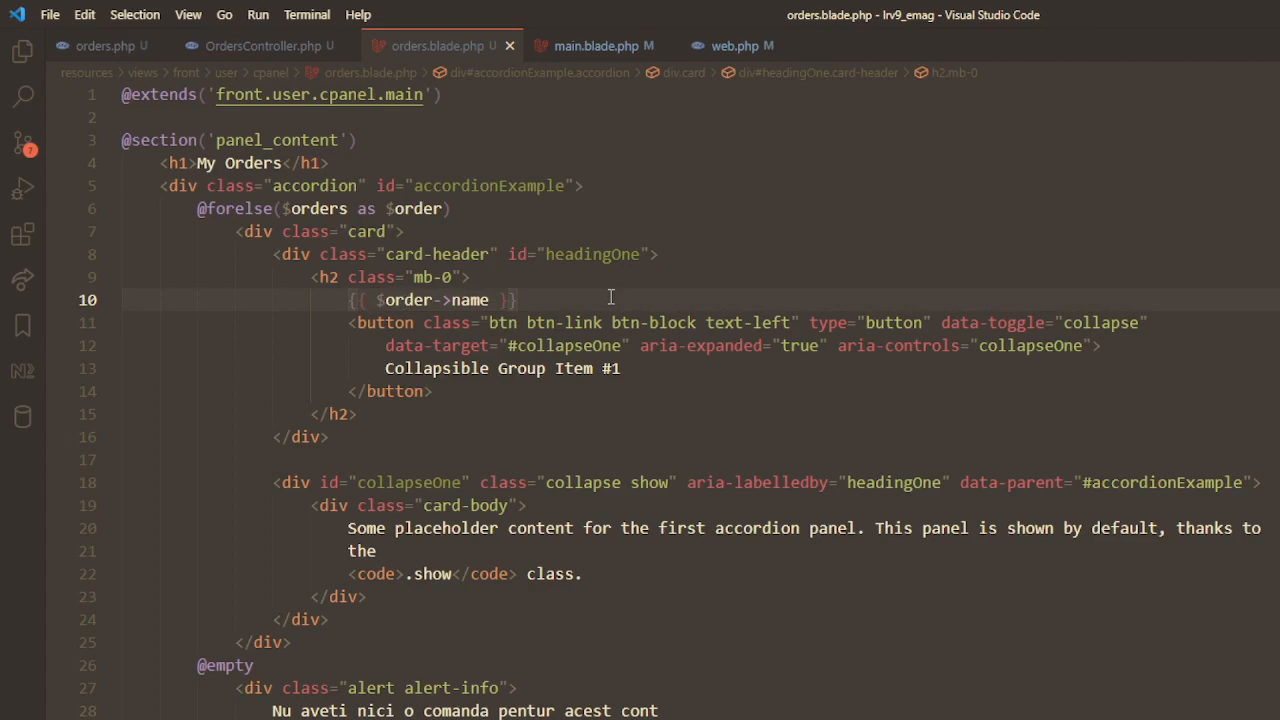 File Edit Selection View Go Run Terminal Help orders.blade.php - lrv9_emag - Visual Studio Code
orders.php U OrdersController.php U orders.blade.php U × main.blade.php M web.php M
resources > views > front > user > cpanel > orders.blade.php > div#accordionExample.accordion > div.card > div#headingOne.card-header > h2.mb-0
1 @extends('front.user.cpanel.main')
2
3 @section('panel_content')
4 <h1>My Orders</h1>
5 <div class="accordion" id="accordionExample">
6 @forelse($orders as $order)
7 <div class="card">
8 <div class="card-header" id="headingOne">
9 <h2 class="mb-0">
10 {{ $order->name }}
11 <button class="btn btn-link btn-block text-left" type="button" data-toggle="collapse"
12 data-target="#collapseOne" aria-expanded="true" aria-controls="collapseOne">
13 Collapsible Group Item #1
14 </button>
15 </h2>
16 </div>
17
18 <div id="collapseOne" class="collapse show" aria-labelledby="headingOne" data-parent="#accordionExample">
19 <div class="card-body">
20 Some placeholder content for the first accordion panel. This panel is shown by default, thanks to
21 the
22 <code>.show</code> class.
23 </div>
24 </div>
25 </div>
26 @empty
27 <div class="alert alert-info">
28 Nu aveti nici o comanda pentur acest cont
7